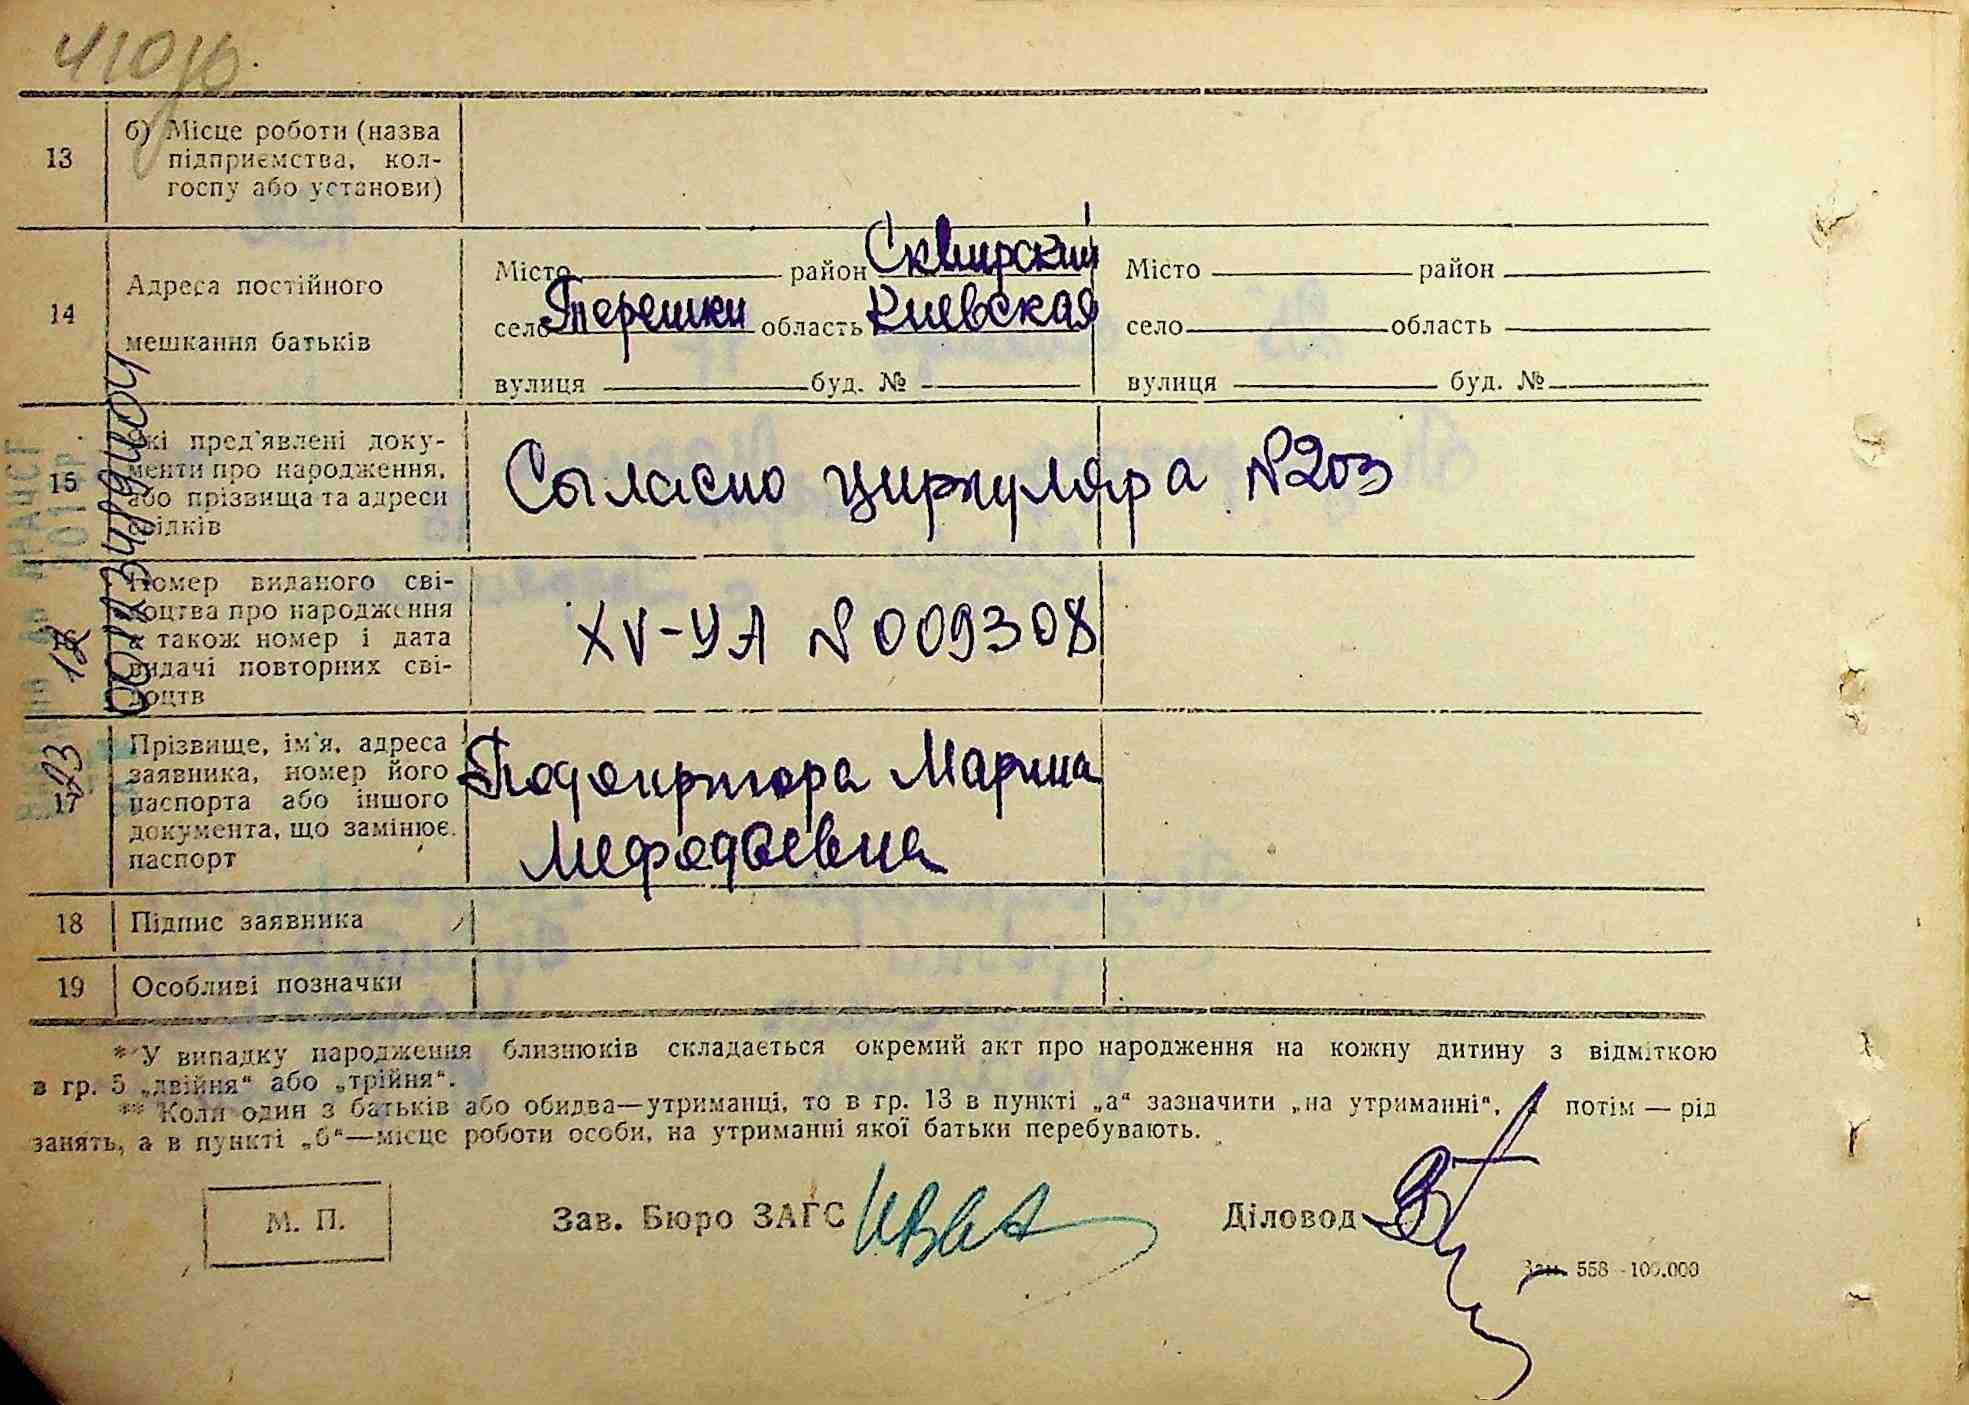 13 б) Місце роботи (назва
підприємства, кол-
госпу або установи)
14 Адреса постійного
мешкання батьків
Місто район Сквирский
село Терешки область Киевская
вулиця буд. №
Місто район
село область
вулиця буд. №
15 Які пред'явлені доку-
менти про народження,
або прізвища та адреси
свідків
Сыласно циркуляра №203
Номер виданого сві-
доцтва про народження
а також номер і дата
видачі повторних сві-
доцтв
XV-УА №009308
17 Прізвище, ім'я, адреса
заявника, номер його
паспорта або іншого
документа, що замінює
паспорт
Подопригора Марина
Мефодьевна
18 Підпис заявника
19 Особливі позначки
* У випадку народження близнюків складається окремий акт про народження на кожну дитину з відміткою
в гр. 5 „двійня“ або „трійня“.
** Коли один з батьків або обидва—утриманці, то в гр. 13 в пункті „а“ зазначити „на утриманні“, а потім — рід
занять, а в пункті „б“—місце роботи особи, на утриманні якої батьки перебувають.
М. П.
Зав. Бюро ЗАГС
Діловод
Зам. 558—100.000